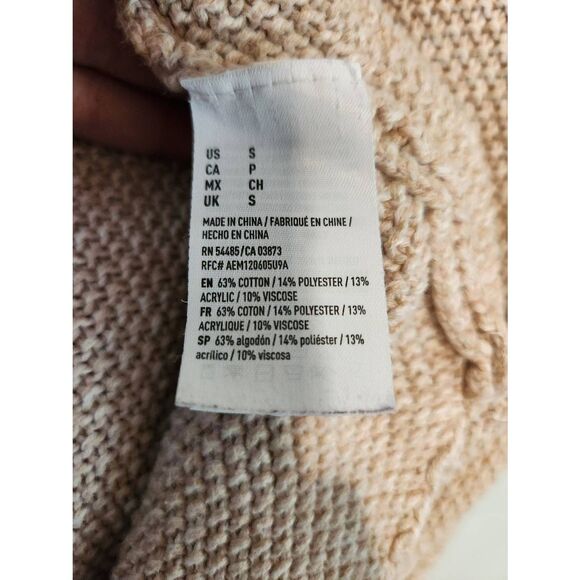 US S
CA P
MX CH
UK S
MADE IN CHINA / FABRIQUÉ EN CHINE /
HECHO EN CHINA
RN 54485/CA 03873
RFC# AEM120605U9A
EN 63% COTTON / 14% POLYESTER / 13%
ACRYLIC / 10% VISCOSE
FR 63% COTON / 14% POLYESTER / 13%
ACRYLIQUE / 10% VISCOSE
SP 63% algodón / 14% poliéster / 13%
acrílico / 10% viscosa